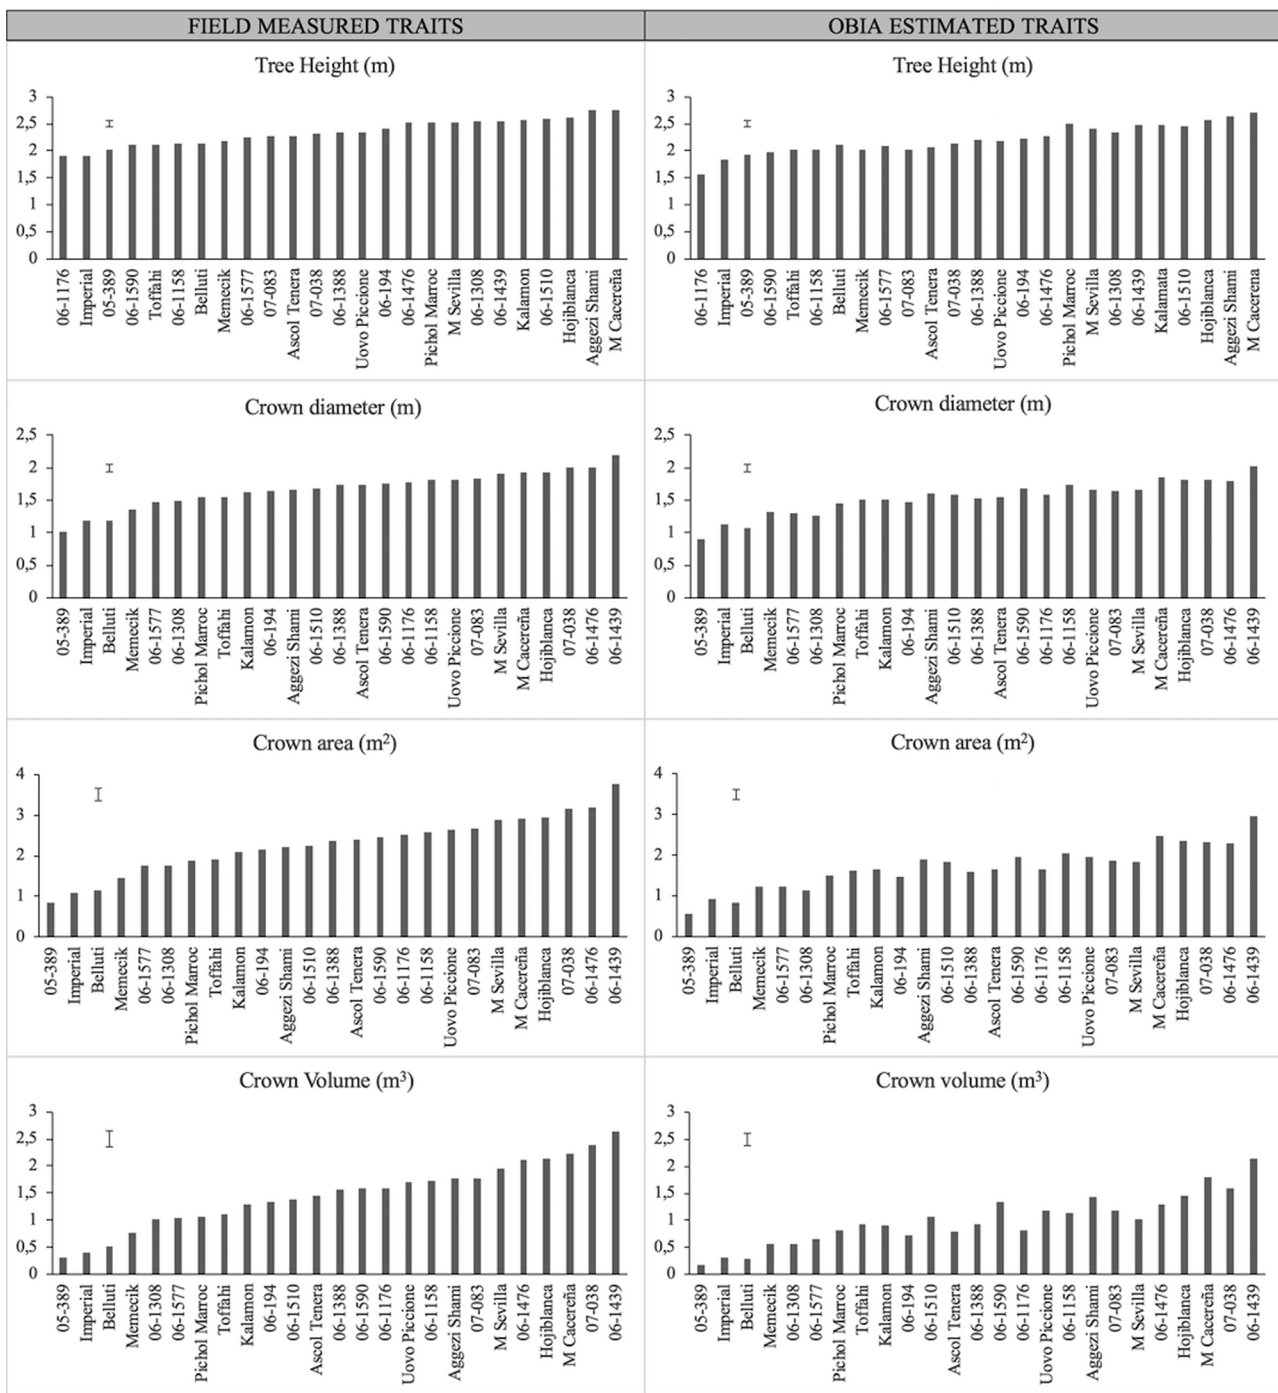 FIELD MEASURED TRAITS
OBIA ESTIMATED TRAITS
Tree Height (m)
3
2,5
2
1,5
1
0,5
0
06-1176
Imperial
05-389
06-1590
Toffahi
06-1158
Belluti
Memecik
06-1577
07-083
Ascol Tenera
07-038
06-1388
Uovo Piccione
06-194
06-1476
Pichol Marroc
M Sevilla
06-1308
06-1439
Kalamon
06-1510
Hojiblanca
Aggezi Shami
M Cacereña
Tree Height (m)
3
2,5
2
1,5
1
0,5
0
06-1176
Imperial
05-389
06-1590
Toffahi
06-1158
Belluti
Memecik
06-1577
07-083
Ascol Tenera
07-038
06-1388
Uovo Piccione
06-194
06-1476
Pichol Marroc
M Sevilla
06-1308
06-1439
Kalamata
06-1510
Hojiblanca
Aggezi Shami
M Cacerena
Crown diameter (m)
2,5
2
1,5
1
0,5
0
05-389
Imperial
Belluti
Memecik
06-1577
06-1308
Pichol Marroc
Toffahi
Kalamon
06-194
Aggezi Shami
06-1510
06-1388
Ascol Tenera
06-1590
06-1176
06-1158
Uovo Piccione
07-083
M Sevilla
M Cacereña
Hojiblanca
07-038
06-1476
06-1439
Crown diameter (m)
2,5
2
1,5
1
0,5
0
05-389
Imperial
Belluti
Memecik
06-1577
06-1308
Pichol Marroc
Toffahi
Kalamon
06-194
Aggezi Shami
06-1510
06-1388
Ascol Tenera
06-1590
06-1176
06-1158
Uovo Piccione
07-083
M Sevilla
M Cacereña
Hojiblanca
07-038
06-1476
06-1439
Crown area (m²)
4
3
2
1
0
05-389
Imperial
Belluti
Memecik
06-1577
06-1308
Pichol Marroc
Toffahi
Kalamon
06-194
Aggezi Shami
06-1510
06-1388
Ascol Tenera
06-1590
06-1176
06-1158
Uovo Piccione
07-083
M Sevilla
M Cacereña
Hojiblanca
07-038
06-1476
06-1439
Crown area (m²)
4
3
2
1
0
05-389
Imperial
Belluti
Memecik
06-1577
06-1308
Pichol Marroc
Toffahi
Kalamon
06-194
Aggezi Shami
06-1510
06-1388
Ascol Tenera
06-1590
06-1176
06-1158
Uovo Piccione
07-083
M Sevilla
M Cacereña
Hojiblanca
07-038
06-1476
06-1439
Crown Volume (m³)
3
2,5
2
1,5
1
0,5
0
05-389
Imperial
Belluti
Memecik
06-1308
06-1577
Pichol Marroc
Toffahi
Kalamon
06-194
06-1510
Ascol Tenera
06-1388
06-1590
06-1176
Uovo Piccione
06-1158
Aggezi Shami
07-083
M Sevilla
06-1476
Hojiblanca
M Cacereña
07-038
06-1439
Crown volume (m³)
3
2,5
2
1,5
1
0,5
0
05-389
Imperial
Belluti
Memecik
06-1308
06-1577
Pichol Marroc
Toffahi
Kalamon
06-194
06-1510
Ascol Tenera
06-1388
06-1590
06-1176
Uovo Piccione
06-1158
Aggezi Shami
07-083
M Sevilla
06-1476
Hojiblanca
M Cacereña
07-038
06-1439